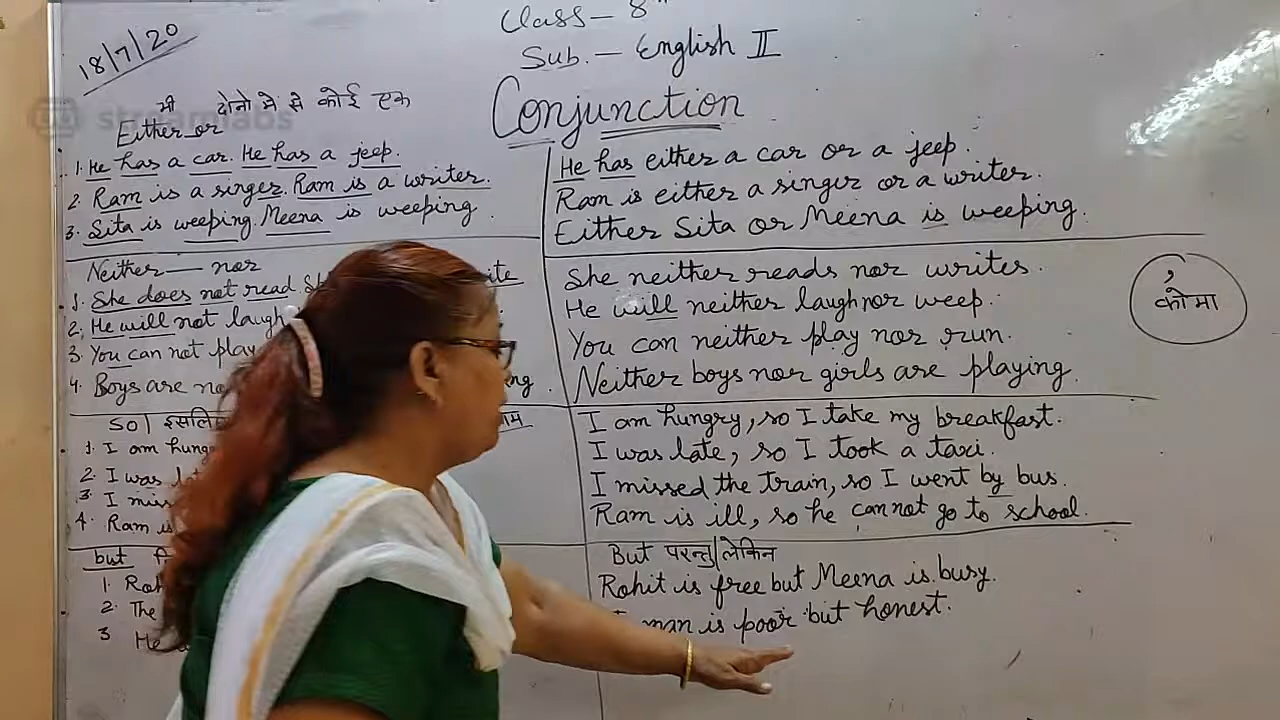 18/7/20
Class - 8th
Sub. - English II
Conjunction
भी दोनो मे से कोई एक
Either or
1. He has a car. He has a jeep.
2. Ram is a singer. Ram is a writer.
3. Sita is weeping. Meena is weeping.
He has either a car or a jeep.
Ram is either a singer or a writer.
Either Sita or Meena is weeping.
Neither — nor
1. She does not read
2. He will not laugh
3. You can not play
4. Boys are
She neither reads nor writes.
He will neither laugh nor weep.
You can neither play nor run.
Neither boys nor girls are playing.
, कोमा
so |
1. I am
2. I was
3. I
4. Ram is
I am hungry, so I take my breakfast.
I was late, so I took a taxi.
I missed the train, so I went by bus.
Ram is ill, so he can not go to school.
but
1.
2. The
3 He
But परन्तु|लेकिन
Rohit is free but Meena is busy.
man is poor but honest.